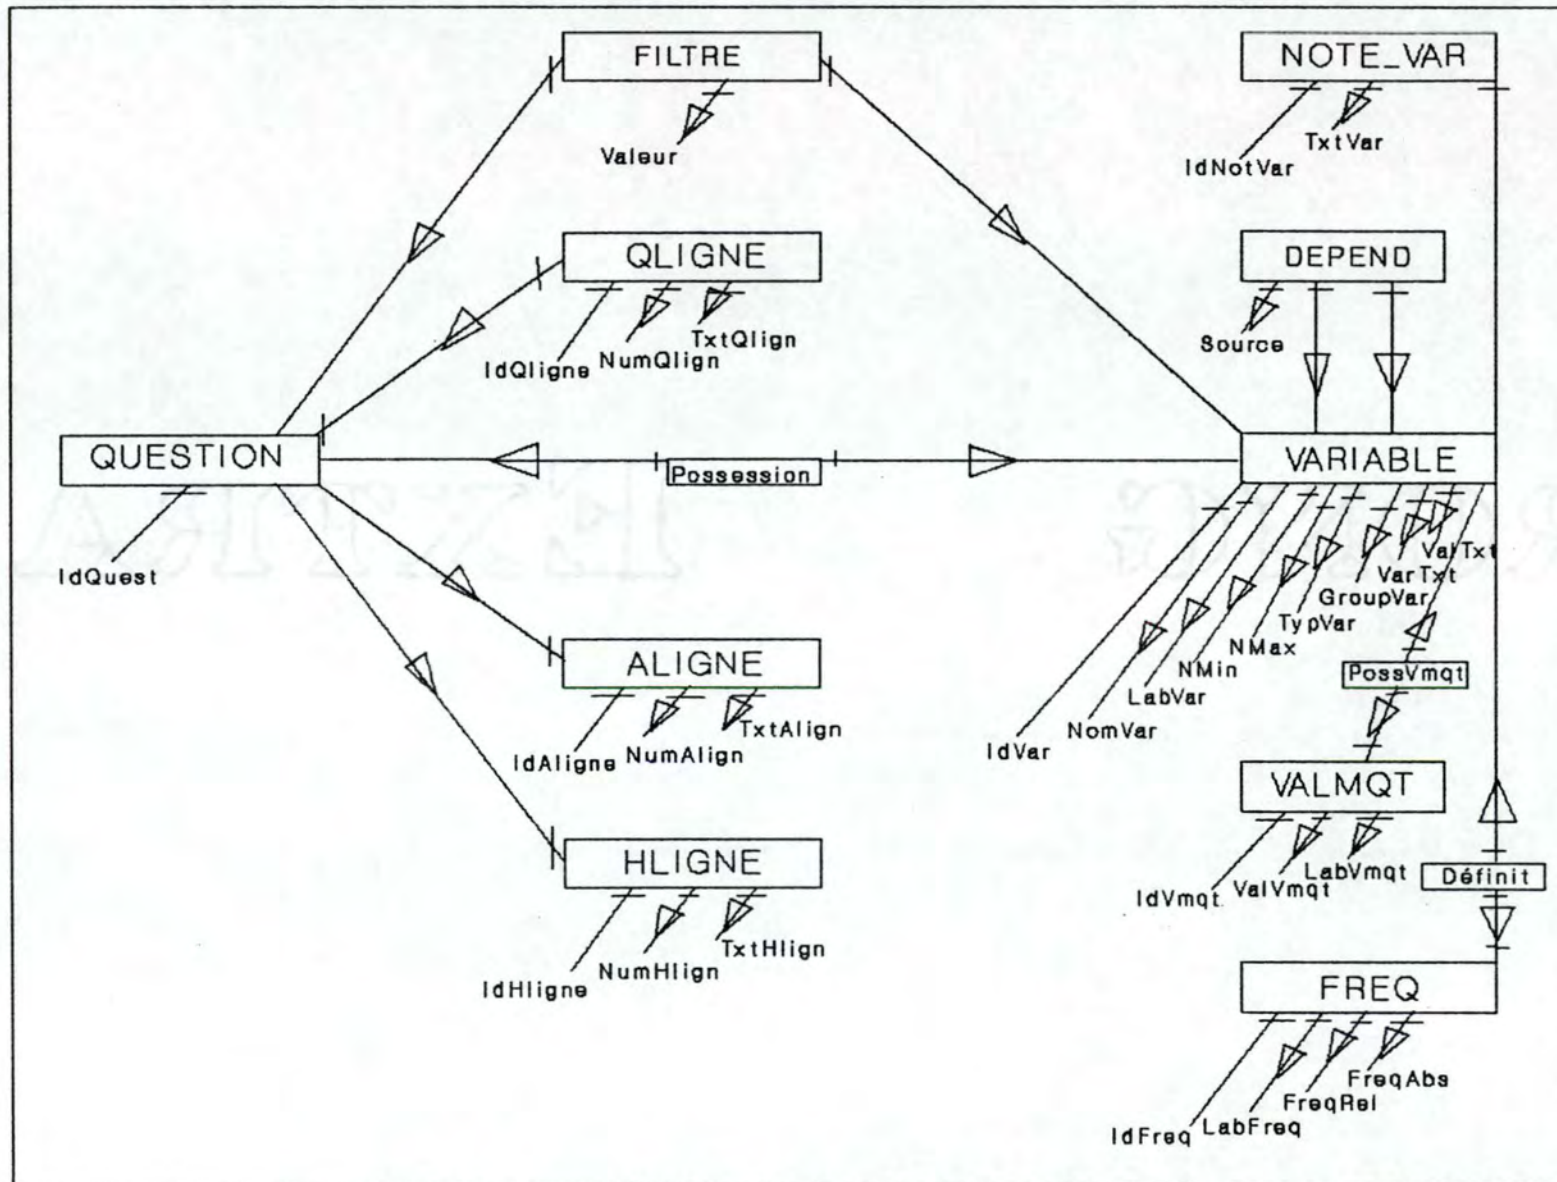 FILTRE
Valeur
NOTE_VAR
TxtVar
IdNotVar
QLIGNE
TxtQlign
NumQlign
IdQligne
DEPEND
Source
QUESTION
IdQuest
Possession
VARIABLE
ValTxt
VarTxt
GroupVar
TypVar
NMax
NMin
LabVar
NomVar
IdVar
ALIGNE
TxtAlign
NumAlign
IdAligne
PossVmqt
VALMQT
LabVmqt
ValVmqt
IdVmqt
Définit
HLIGNE
TxtHlign
NumHlign
IdHligne
FREQ
FreqAbs
FreqRel
LabFreq
IdFreq